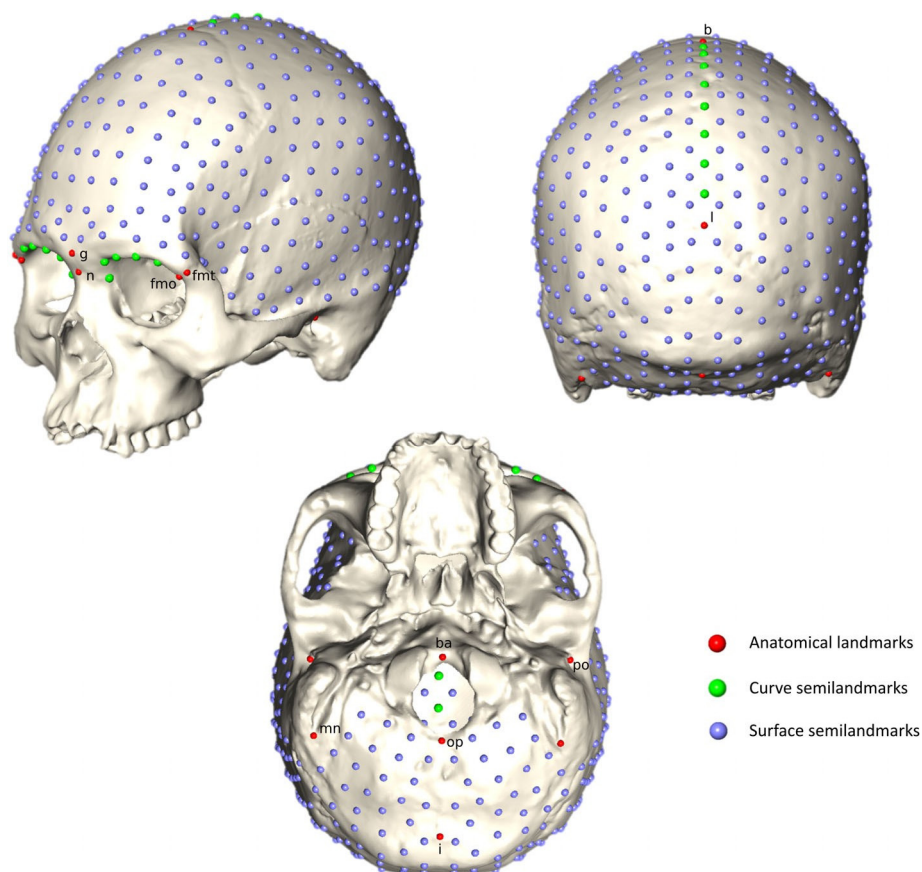 b
l
g
n
fmo
fmt
ba
po
mn
op
i
Anatomical landmarks
Curve semilandmarks
Surface semilandmarks